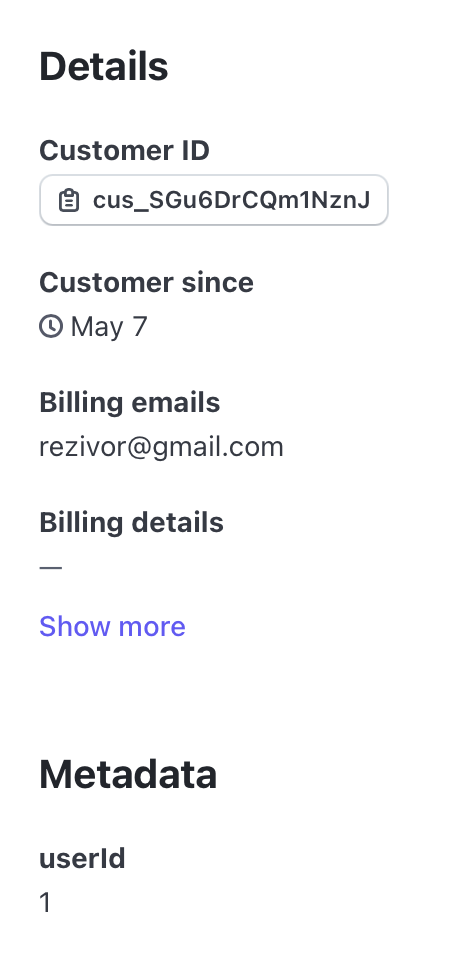 Details
Customer ID
cus_SGu6DrCQm1NznJ
Customer since
May 7
Billing emails
rezivor@gmail.com
Billing details
—
Show more
Metadata
userId
1